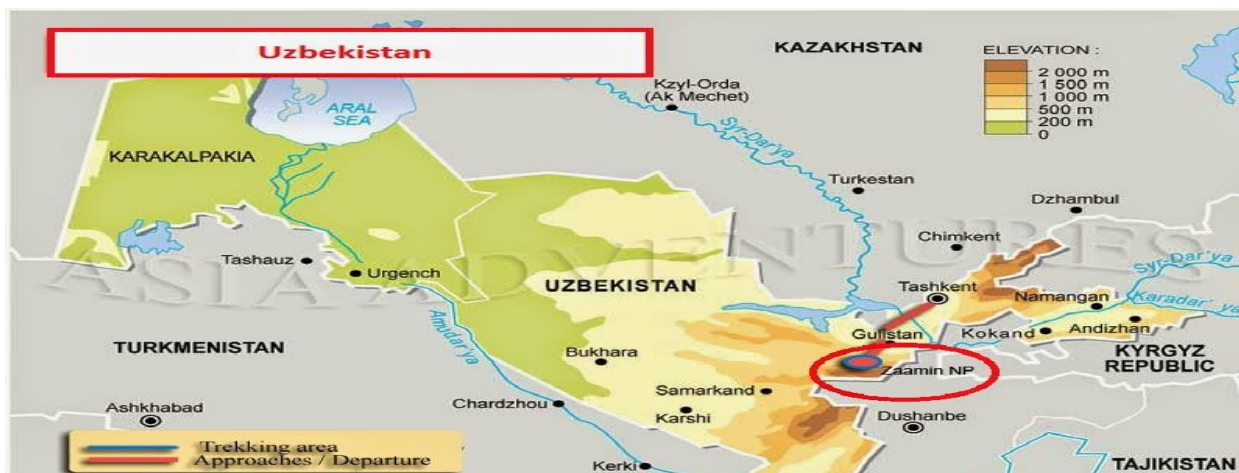 Uzbekistan
KAZAKHSTAN
ELEVATION :
2 000 m
1 500 m
1 000 m
500 m
200 m
0
Kzyl-Orda
(Ak Mechet)
ARAL
SEA
Syr-Dar'ya
KARAKALPAKIA
Turkestan
Dzhambul
Chimkent
ASIA ADVENTURES
Tashauz
Urgench
UZBEKISTAN
Tashkent
Namangan
Syr-Dar'ya
Karadar'ya
Amudar'ya
Gulistan
Kokand
Andizhan
TURKMENISTAN
Bukhara
Zaamin NP
KYRGYZ
REPUBLIC
Samarkand
Ashkhabad
Chardzhou
Karshi
Dushanbe
Trekking area
Approaches / Departure
Kerki
TAJIKISTAN